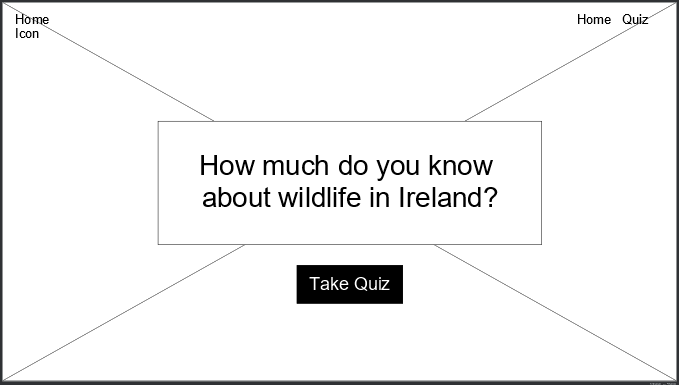 Home
Icon
Home Quiz
How much do you know
about wildlife in Ireland?
Take Quiz